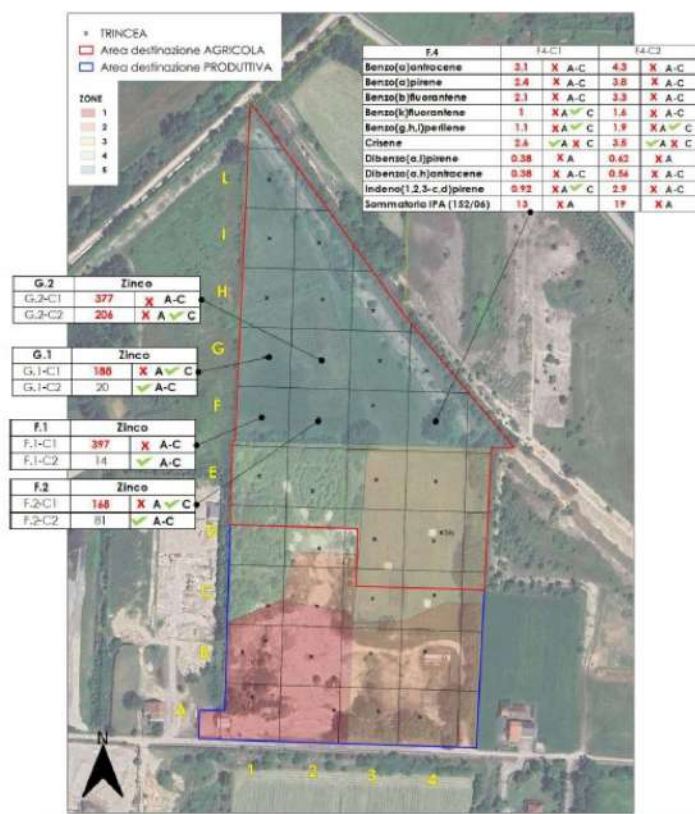 TRINCEA
Area destinazione AGRICOLA
Area destinazione PRODUTTIVA
ZONE
1
2
3
4
5
F.4 F4-C1 F4-C2
Benzo(a)antracene 3.1 X A-C 4.3 X A-C
Benzo(a)pirene 2.4 X A-C 3.8 X A-C
Benzo(b)fluorantene 2.1 X A-C 3.3 X A-C
Benzo(k)fluorantene 1 X A ✓ C 1.6 X A-C
Benzo(g,h,i)perilene 1.1 X A ✓ C 1.9 X A ✓ C
Crisene 2.6 ✓ A X C 3.5 ✓ A X C
Dibenzo(a,l)pirene 0.38 X A 0.62 X A
Dibenzo(a,h)antracene 0.38 X A-C 0.56 X A-C
Indeno(1,2,3-c,d)pirene 0.92 X A ✓ C 2.9 X A-C
Sommatoria IPA (152/06) 13 X A 19 X A
L
I
H
G
F
E
D
C
B
A
G.2 Zinco
G.2-C1 377 X A-C
G.2-C2 206 X A ✓ C
G.1 Zinco
G.1-C1 188 X A ✓ C
G.1-C2 20 ✓ A-C
F.1 Zinco
F.1-C1 397 X A-C
F.1-C2 14 ✓ A-C
F.2 Zinco
F.2-C1 168 X A ✓ C
F.2-C2 81 ✓ A-C
N
1 2 3 4